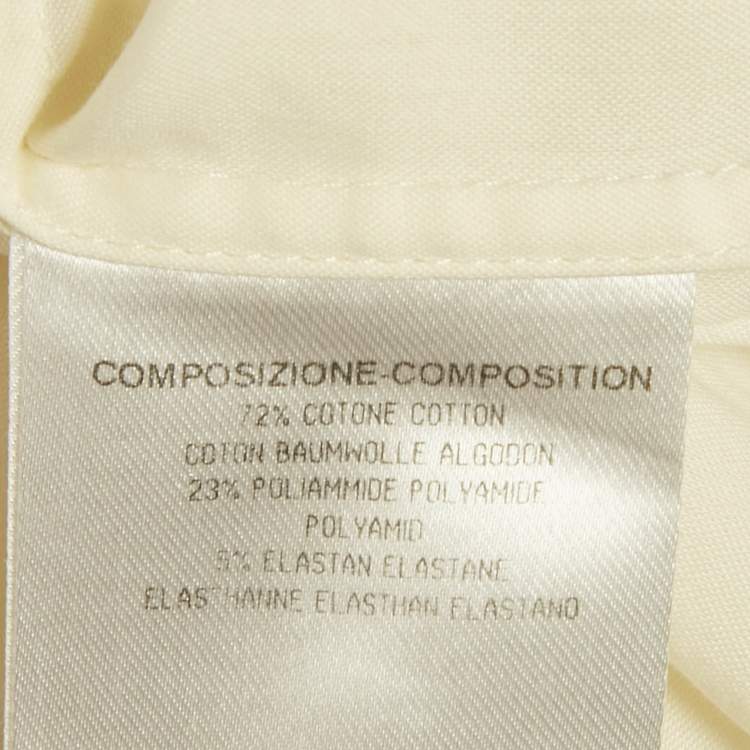 COMPOSIZIONE-COMPOSITION
72% COTONE COTTON
COTON BAUMWOLLE ALGODON
23% POLIAMMIDE POLYAMIDE
POLYAMID
5% ELASTAN ELASTANE
ELASTHANNE ELASTHAN ELASTANO